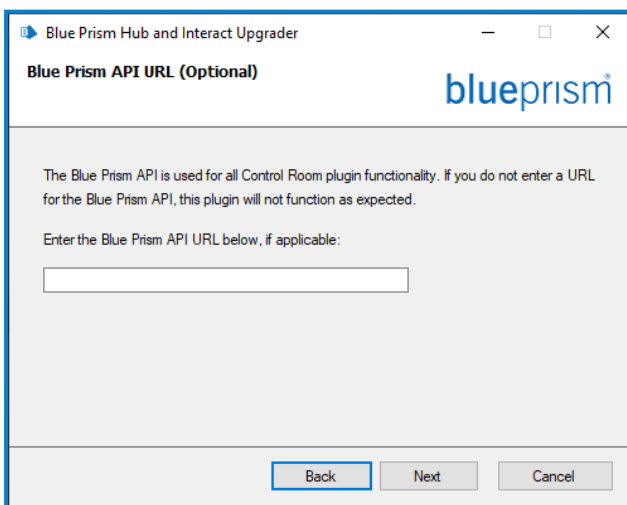 Blue Prism Hub and Interact Upgrader
Blue Prism API URL (Optional)
blueprism®
The Blue Prism API is used for all Control Room plugin functionality. If you do not enter a URL
for the Blue Prism API, this plugin will not function as expected.
Enter the Blue Prism API URL below, if applicable:
Back Next Cancel